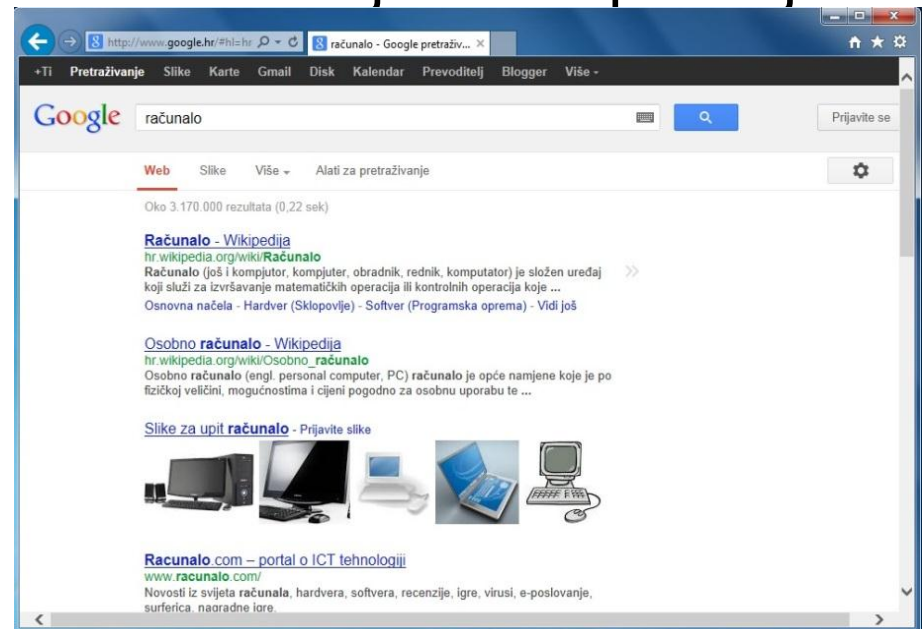 http://www.google.hr/#hl=hr
računalo - Google pretraživ...
+Ti Pretraživanje Slike Karte Gmail Disk Kalendar Prevoditelj Blogger Više
Google računalo Prijavite se
Web Slike Više Alati za pretraživanje
Oko 3.170.000 rezultata (0,22 sek)
Računalo - Wikipedija
hr.wikipedia.org/wiki/Računalo
Računalo (još i kompjutor, kompjuter, obradnik, rednik, komputator) je složen uređaj
koji služi za izvršavanje matematičkih operacija ili kontrolnih operacija koje ...
Osnovna načela - Hardver (Sklopovlje) - Softver (Programska oprema) - Vidi još
Osobno računalo - Wikipedija
hr.wikipedia.org/wiki/Osobno_računalo
Osobno računalo (engl. personal computer, PC) računalo je opće namjene koje je po
fizičkoj veličini, mogućnostima i cijeni pogodno za osobnu uporabu te ...
Slike za upit računalo - Prijavite slike
Racunalo.com – portal o ICT tehnologiji
www.racunalo.com/
Novosti iz svijeta računala, hardvera, softvera, recenzije, igre, virusi, e-poslovanje,
surferica, nagradne igre.